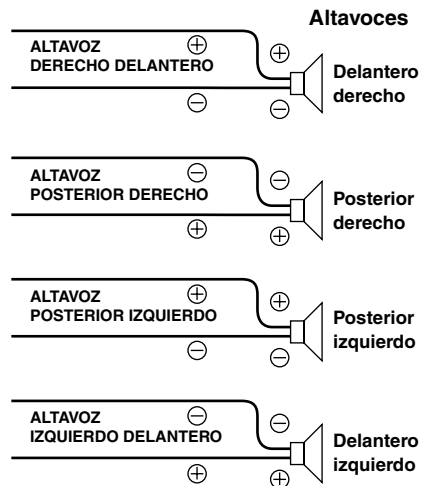 Altavoces
ALTAVOZ
DERECHO DELANTERO
⊕
⊕
⊖
⊖
Delantero
derecho
ALTAVOZ
POSTERIOR DERECHO
⊖
⊖
⊕
⊕
Posterior
derecho
ALTAVOZ
POSTERIOR IZQUIERDO
⊕
⊕
⊖
⊖
Posterior
izquierdo
ALTAVOZ
IZQUIERDO DELANTERO
⊖
⊖
⊕
⊕
Delantero
izquierdo